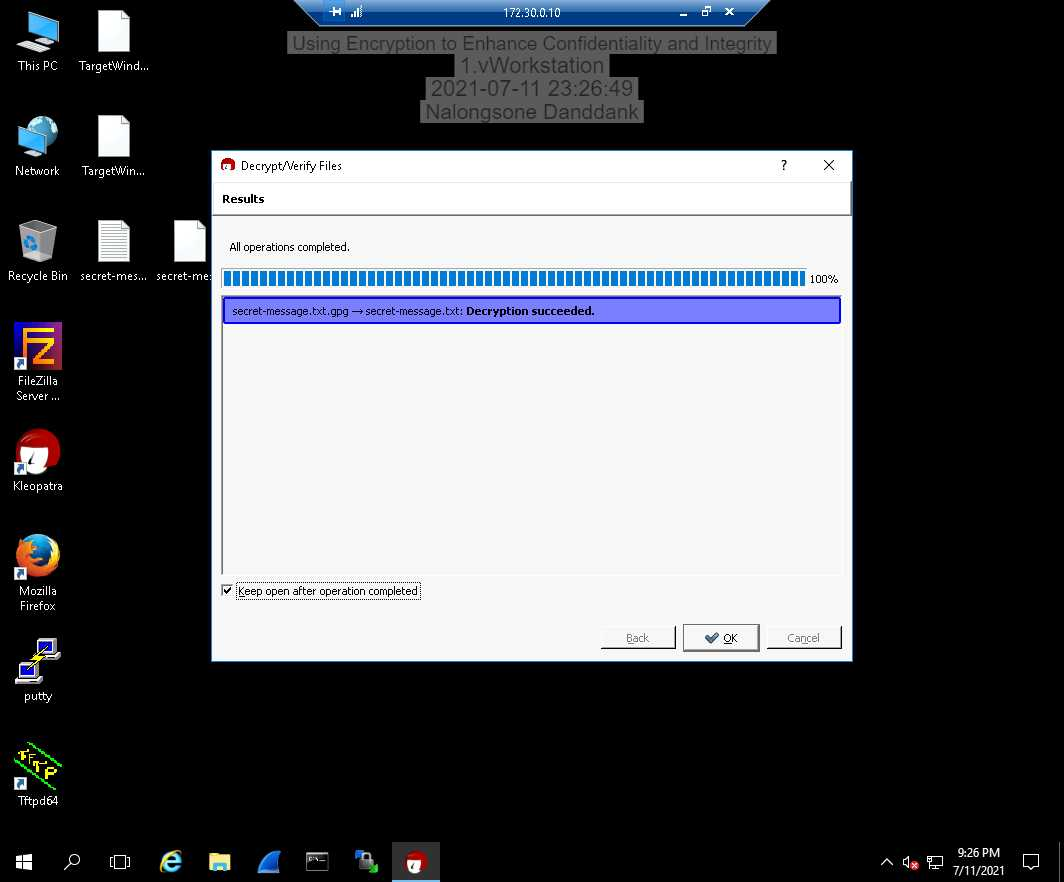 172.30.0.10
Using Encryption to Enhance Confidentiality and Integrity
1.vWorkstation
2021-07-11 23:26:49
Nalongsone Danddank
This PC
TargetWind...
Network
TargetWin...
Recycle Bin
secret-mes...
secret-me
FileZilla
Server ...
Kleopatra
Mozilla
Firefox
putty
Tftpd64
Decrypt/Verify Files
?
Results
All operations completed.
100%
secret-message.txt.gpg → secret-message.txt: Decryption succeeded.
Keep open after operation completed
Back
OK
Cancel
9:26 PM
7/11/2021